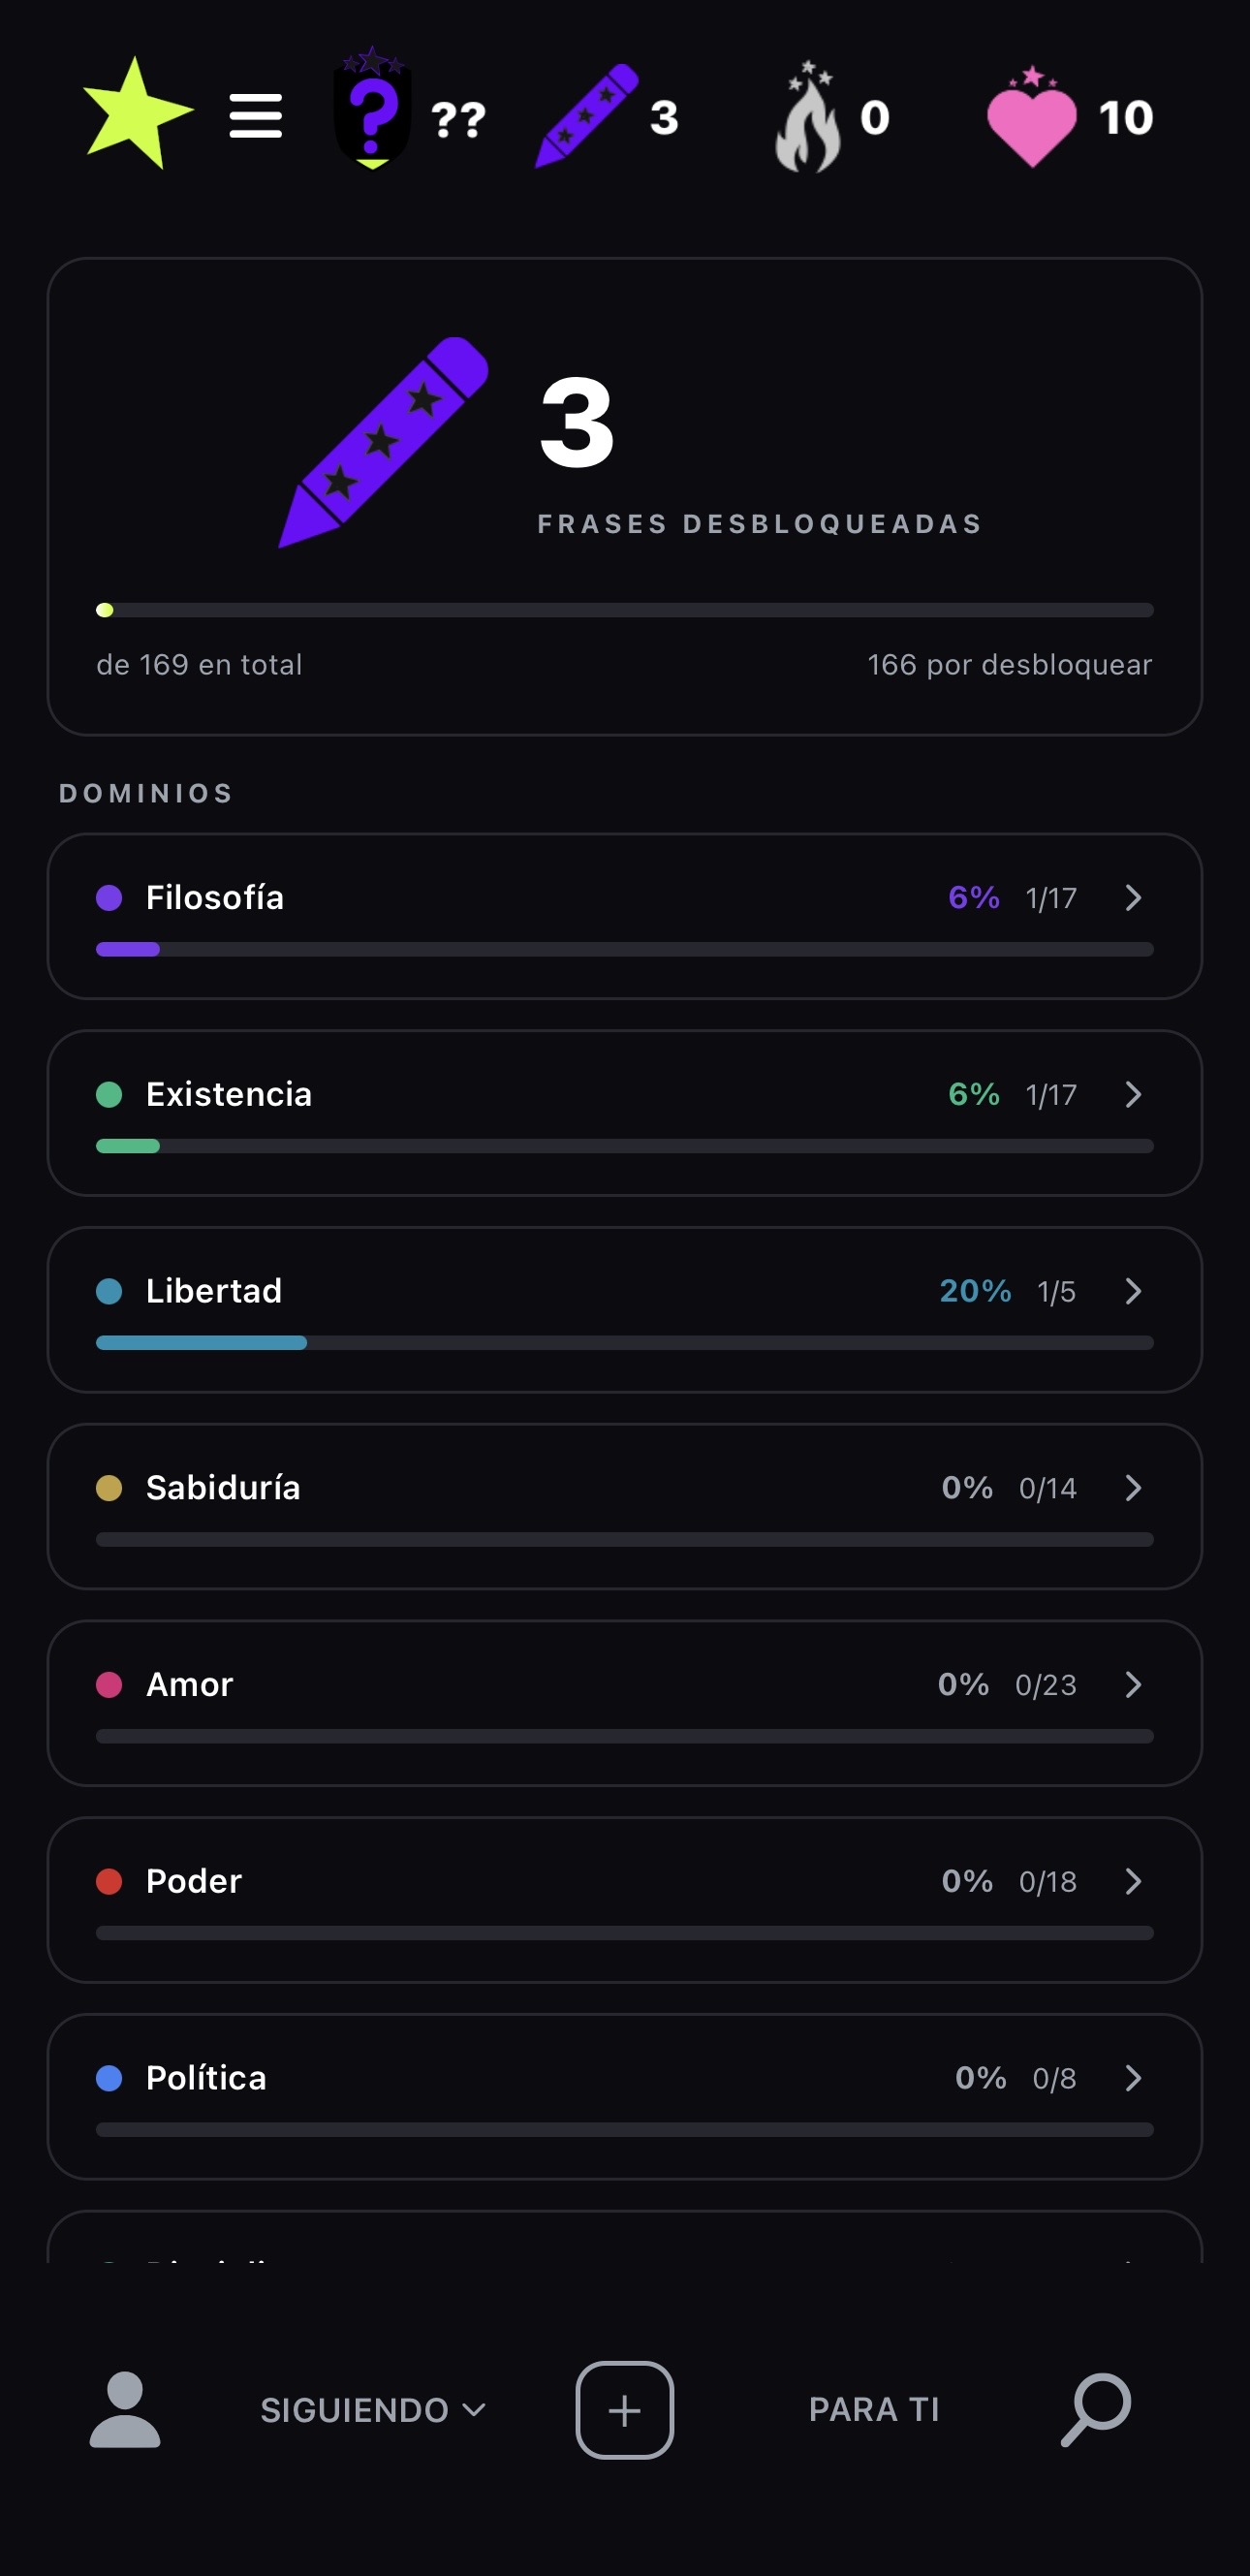 ?? 3 0 10
3
FRASES DESBLOQUEADAS
de 169 en total 166 por desbloquear
DOMINIOS
Filosofía 6% 1/17
Existencia 6% 1/17
Libertad 20% 1/5
Sabiduría 0% 0/14
Amor 0% 0/23
Poder 0% 0/18
Política 0% 0/8
SIGUIENDO + PARA TI